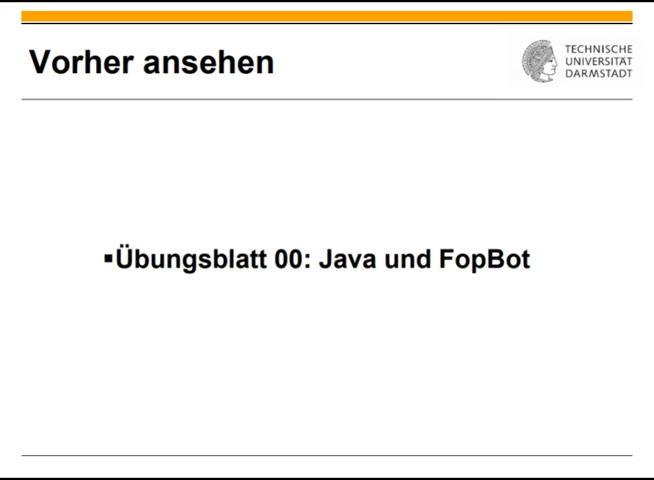 Vorher ansehen
TECHNISCHE
UNIVERSITÄT
DARMSTADT
▪Übungsblatt 00: Java und FopBot